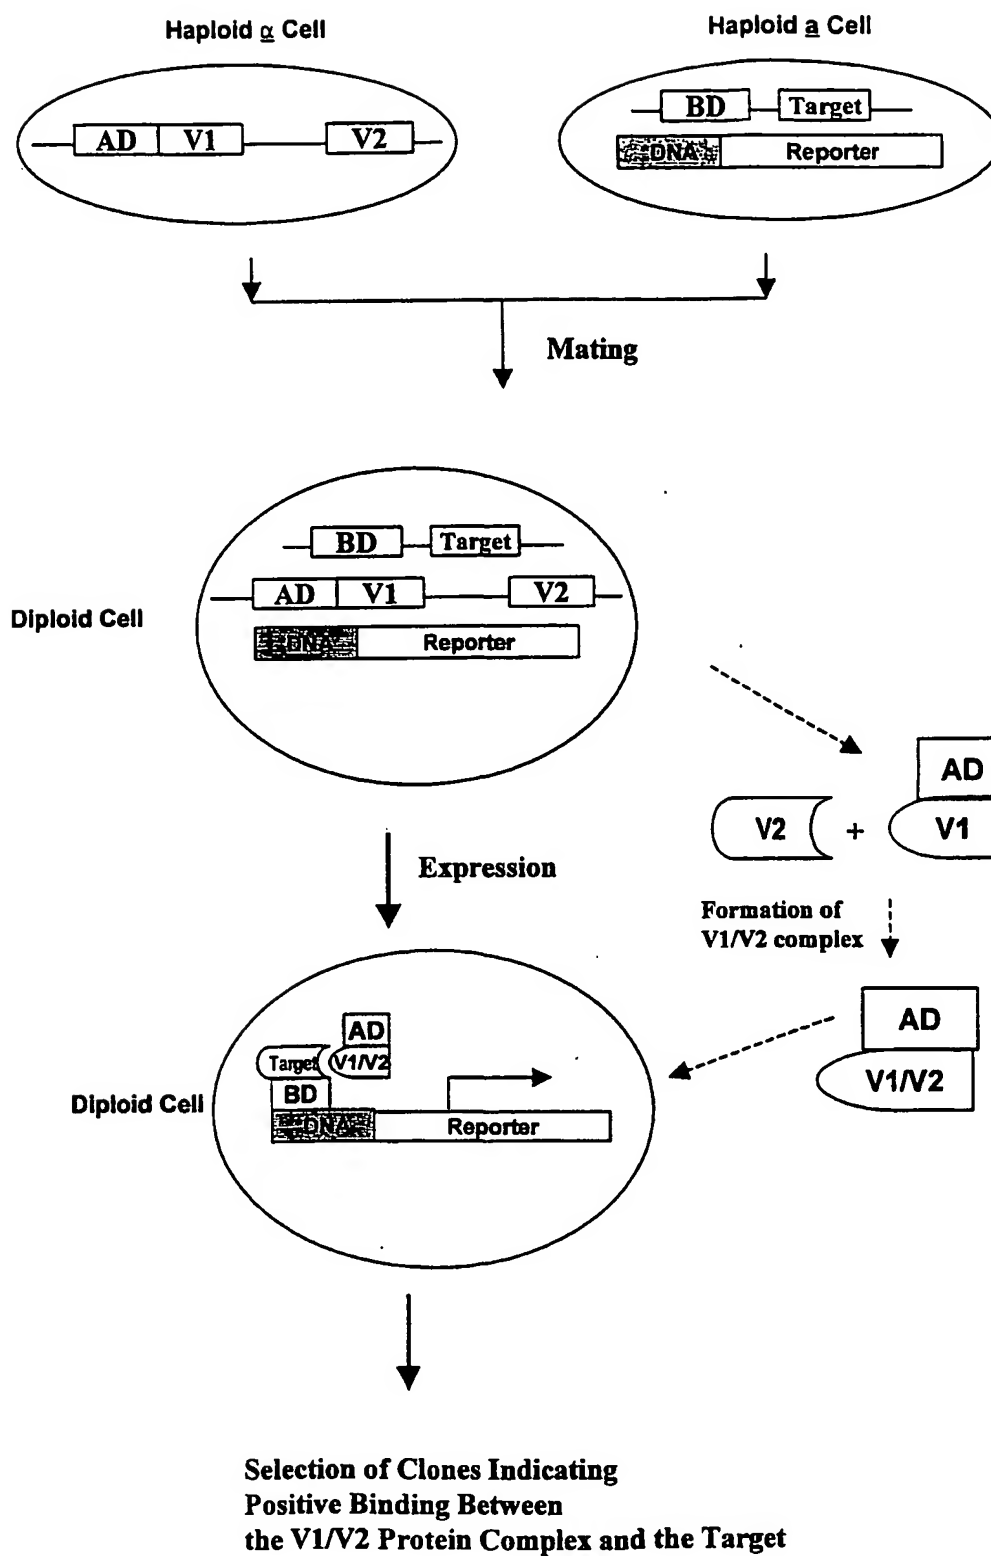 Haploid α Cell
Haploid a Cell
AD V1 V2
BD Target
DNA Reporter
Mating
Diploid Cell
BD Target
AD V1 V2
DNA Reporter
AD
V2 + V1
Expression
Formation of
V1/V2 complex
AD
V1/V2
Diploid Cell
AD
Target V1/V2
BD
DNA Reporter
Selection of Clones Indicating
Positive Binding Between
the V1/V2 Protein Complex and the Target